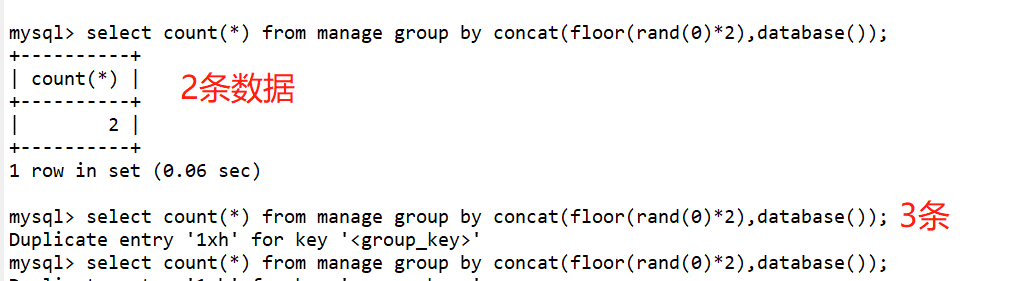 mysql> select count(*) from manage group by concat(floor(rand(0)*2),database());
+----------+
| count(*) |
2条数据
+----------+
|        2 |
+----------+
1 row in set (0.06 sec)
mysql> select count(*) from manage group by concat(floor(rand(0)*2),database()); 3条
Duplicate entry '1xh' for key '<group_key>'
mysql> select count(*) from manage group by concat(floor(rand(0)*2),database());